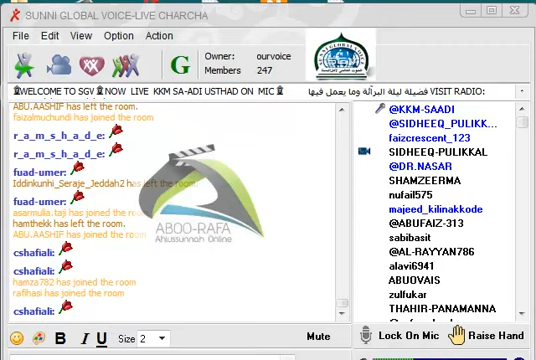 SUNNI GLOBAL VOICE-LIVE CHARCHA
File Edit View Option Action
G
Owner: ourvoice
Members 247
WELCOME TO SGV NOW LIVE KKM SA-ADI USTHAD ON MIC فضيلة ليلة البرآلة وما يعمل فيها VISIT RADIO:
ABU.AASHIF has left the room.
faizalmuchundi has joined the room
r_a_m_s_h_a_d_e:
r_a_m_s_h_a_d_e:
fuad-umer:
Iddinkunhi_Seraje_Jeddah2 has left the room.
fuad-umer:
asarmulla.taji has joined the room
hamthekk has left the room.
ABU.AASHIF has joined the room
cshafiali:
cshafiali:
hamza782 has joined the room
rafihasi has joined the room
cshafiali:
ABOO-RAFA
Ahlussunnah Online
@KKM-SAADI
@SIDHEEQ_PULIKK...
faizcrescent_123
SIDHEEQ-PULIKKAL
@DR.NASAR
SHAMZEERMA
nufail575
majeed_kilinakkode
@ABUFAIZ-313
sabibasit
@AL-RAYYAN786
alavi6941
ABUOVAIS
zulfukar
THAHIR-PANAMANNA
B I U Size 2 Mute
Lock On Mic Raise Hand